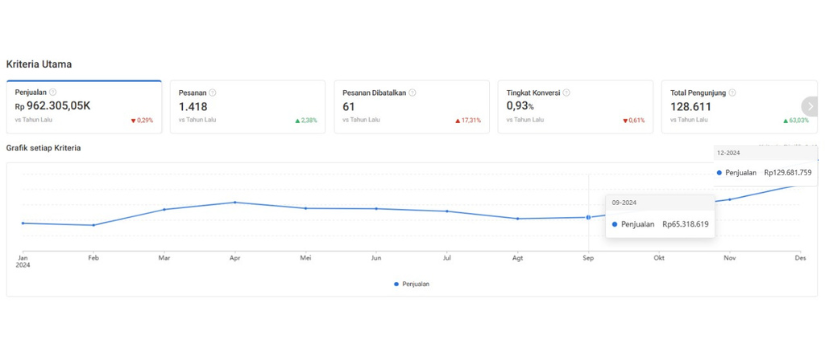 Kriteria Utama
Penjualan
Rp 962.305,05K
vs Tahun Lalu 0,29%
Pesanan
1.418
vs Tahun Lalu 2,38%
Pesanan Dibatalkan
61
vs Tahun Lalu 17,31%
Tingkat Konversi
0,93%
vs Tahun Lalu 0,61%
Total Pengunjung
128.611
vs Tahun Lalu 63,03%
Grafik setiap Kriteria
12-2024
Penjualan Rp129.681.759
09-2024
Penjualan Rp65.318.619
Jan Feb Mar Apr Mei Jun Jul Agt Sep Okt Nov Des
2024
Penjualan